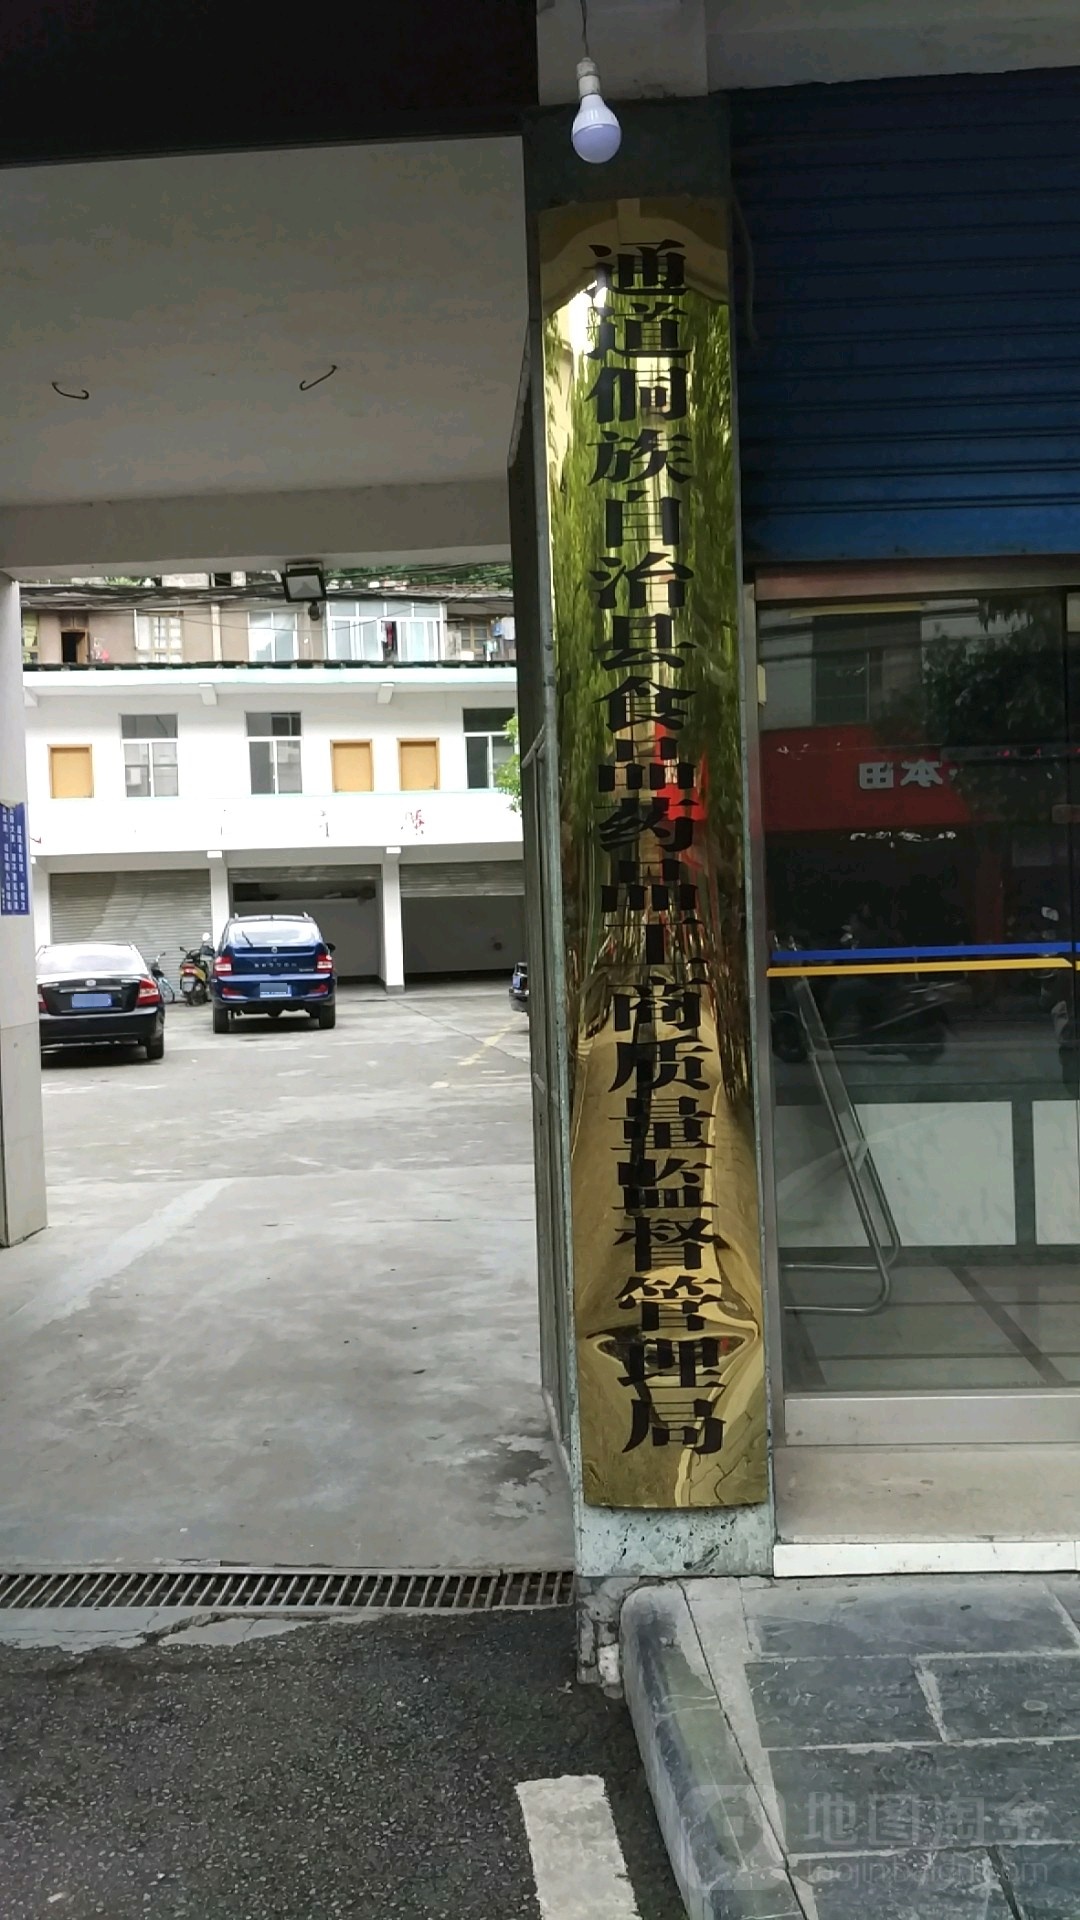 通道侗族自治县食品药品工商质量监督管理局
本田
地图淘金